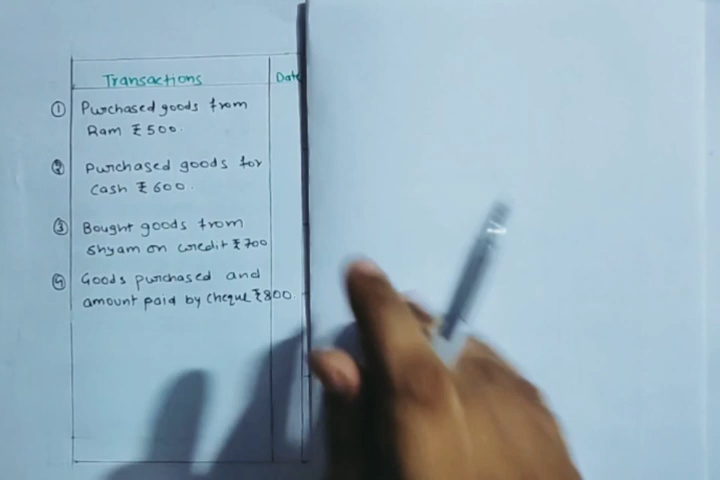 Transactions Date
① Purchased goods from
Ram ₹500.
② Purchased goods for
Cash ₹600.
③ Bought goods from
Shyam on credit ₹700
④ Goods purchased and
amount paid by cheque ₹800.